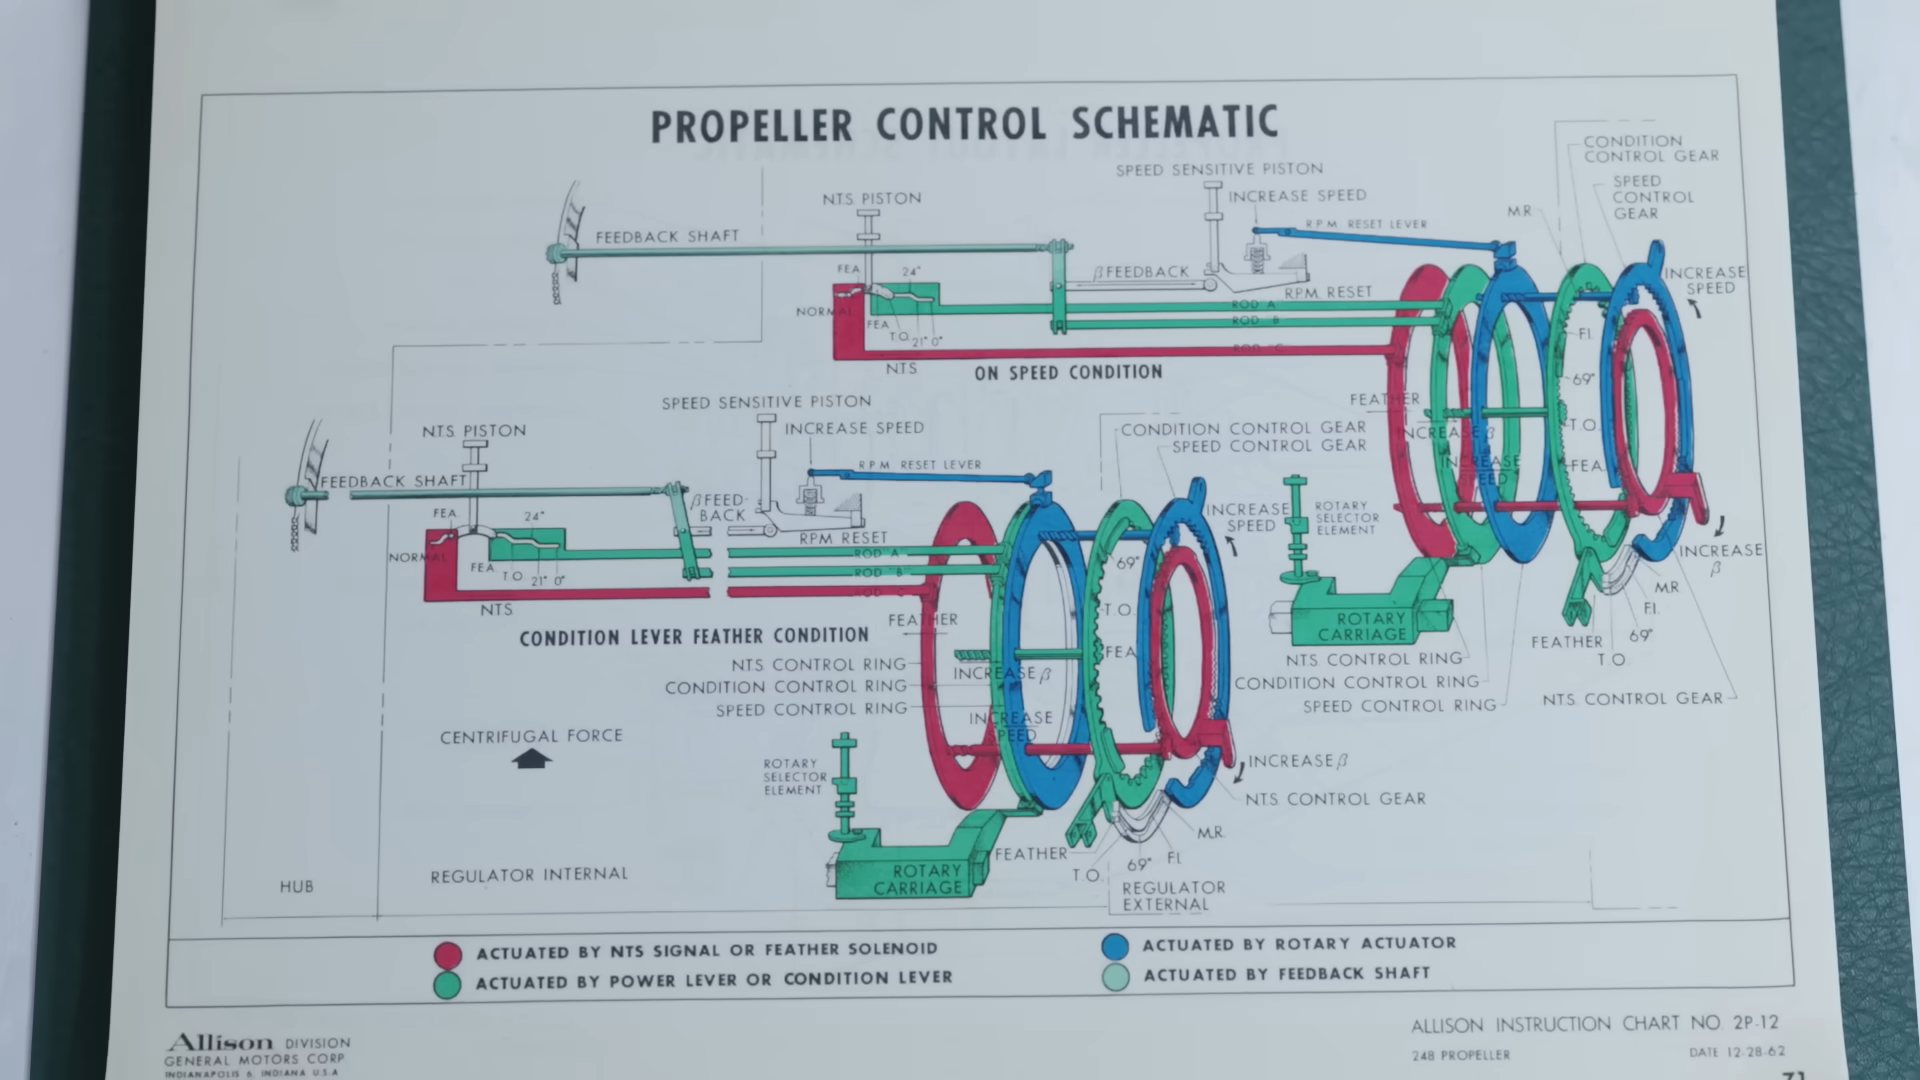 PROPELLER CONTROL SCHEMATIC
CONDITION
CONTROL GEAR
SPEED SENSITIVE PISTON
SPEED
CONTROL
GEAR
INCREASE SPEED
N.T.S. PISTON
M.R.
R.P.M. RESET LEVER
FEEDBACK SHAFT
FEA
24°
β FEEDBACK
INCREASE
SPEED
RPM RESET
ROD A
NORMAL
ROD B
FEA
T.O.
21° 0°
F.I.
ROD "C"
N.T.S
ON SPEED CONDITION
69°
FEATHER
T.O.
INCREASE β
INCREASE
SPEED
FEA
SPEED SENSITIVE PISTON
INCREASE SPEED
N.T.S. PISTON
CONDITION CONTROL GEAR
SPEED CONTROL GEAR
R.P.M. RESET LEVER
FEEDBACK SHAFT
β FEED-
BACK
FEA.
24°
INCREASE
SPEED
ROTARY
SELECTOR
ELEMENT
RPM RESET
NORMAL
ROD A
FEA
T.O.
21° 0°
ROD "B"
69°
INCREASE
β
M.R.
F.I.
NTS
T.O.
FEATHER
ROTARY
CARRIAGE
69°
FEATHER
T.O.
CONDITION LEVER FEATHER CONDITION
FEA
NTS CONTROL RING
CONDITION CONTROL RING
SPEED CONTROL RING
NTS CONTROL RING
CONDITION CONTROL RING
SPEED CONTROL RING
N.T.S. CONTROL GEAR
INCREASE β
INCREASE
SPEED
CENTRIFUGAL FORCE
ROTARY
SELECTOR
ELEMENT
INCREASE β
NTS CONTROL GEAR
M.R.
FEATHER
T.O.
69°
F.I.
ROTARY
CARRIAGE
HUB
REGULATOR INTERNAL
REGULATOR
EXTERNAL
ACTUATED BY NTS SIGNAL OR FEATHER SOLENOID
ACTUATED BY ROTARY ACTUATOR
ACTUATED BY POWER LEVER OR CONDITION LEVER
ACTUATED BY FEEDBACK SHAFT
Allison DIVISION
GENERAL MOTORS CORP
INDIANAPOLIS 6, INDIANA U.S.A
ALLISON INSTRUCTION CHART NO. 2P-12
248 PROPELLER
DATE 12-28-62